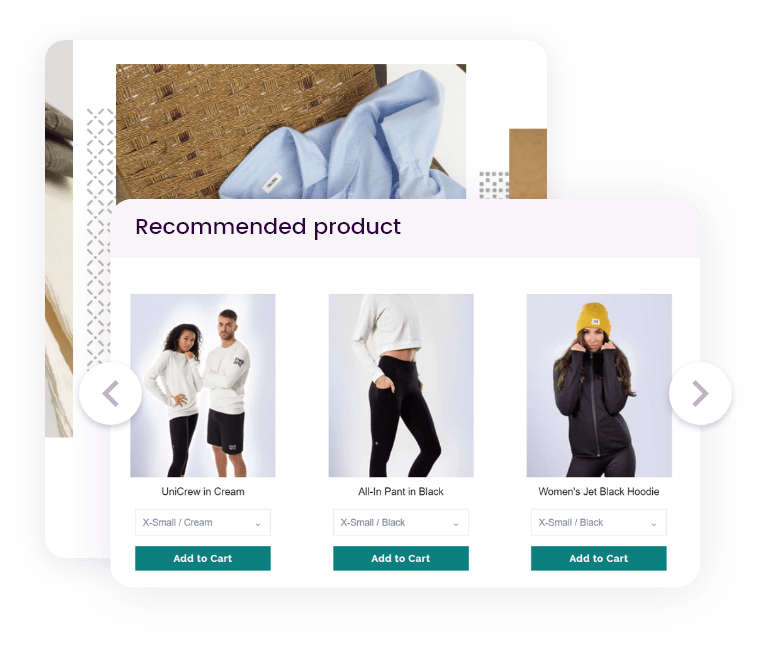 Recommended product
UniCrew in Cream
All-In Pant in Black
Women's Jet Black Hoodie
X-Small / Cream
X-Small / Black
X-Small / Black
Add to Cart
Add to Cart
Add to Cart